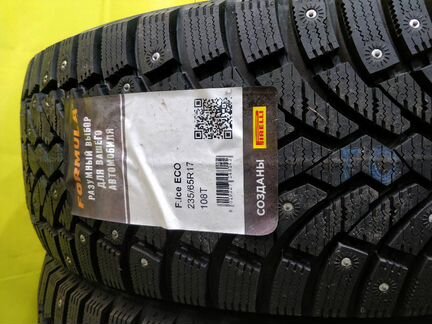 FORMULA
РАЗУМНЫЙ ВЫБОР
ДЛЯ ВАШЕГО
АВТОМОБИЛЯ
F.Ice ECO
235/65R17
108T
СОЗДАНЫ
PIRELLI